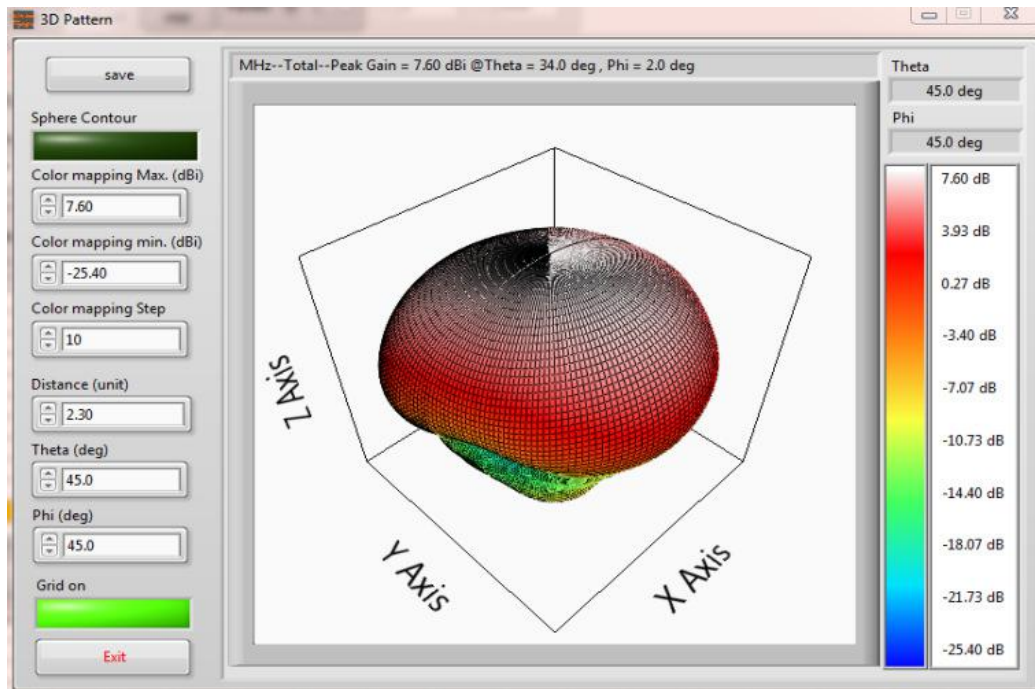 3D Pattern
save
Sphere Contour
Color mapping Max. (dBi)
7.60
Color mapping min. (dBi)
-25.40
Color mapping Step
10
Distance (unit)
2.30
Theta (deg)
45.0
Phi (deg)
45.0
Grid on
Exit
MHz--Total--Peak Gain = 7.60 dBi @Theta = 34.0 deg , Phi = 2.0 deg
Z Axis
Y Axis
X Axis
Theta
45.0 deg
Phi
45.0 deg
7.60 dB
3.93 dB
0.27 dB
-3.40 dB
-7.07 dB
-10.73 dB
-14.40 dB
-18.07 dB
-21.73 dB
-25.40 dB